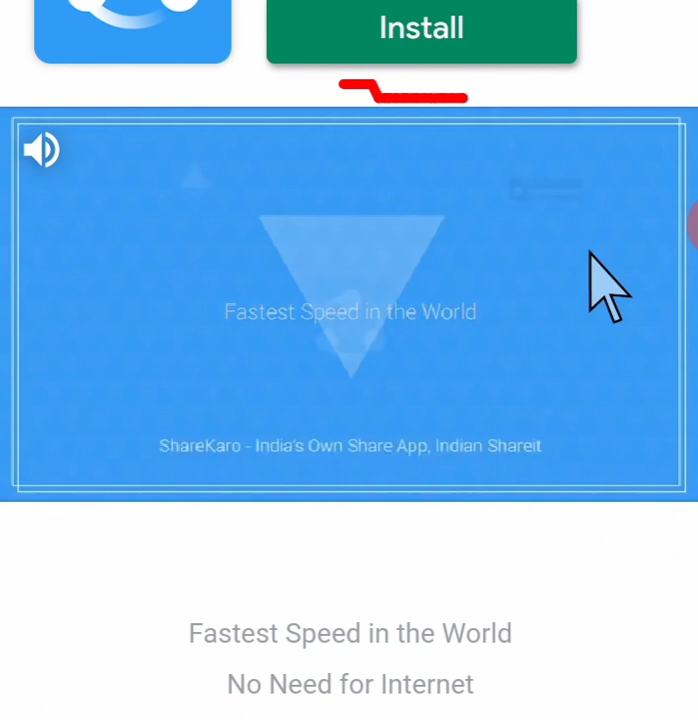 Install
Fastest Speed in the World
ShareKaro - India's Own Share App, Indian Shareit
Fastest Speed in the World
No Need for Internet